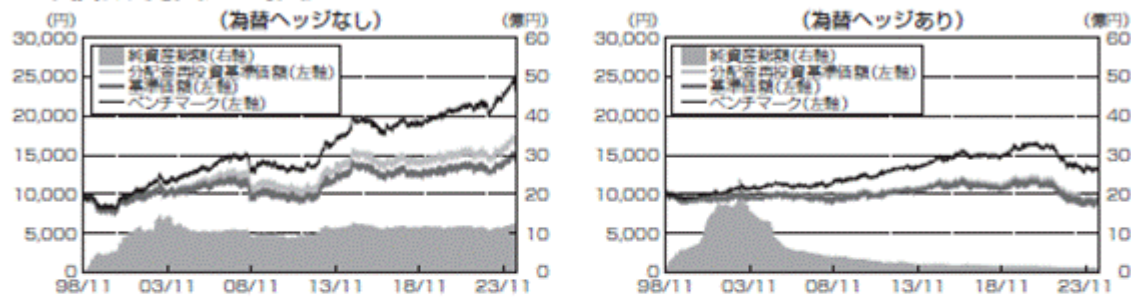 (円) (為替ヘッジなし) (億円)
30,000 60
純資産総額(右軸)
分配金再投資基準価額(左軸)
基準価額(左軸)
ベンチマーク(左軸)
25,000 50
20,000 40
15,000 30
10,000 20
5,000 10
0 0
98/11 03/11 08/11 13/11 18/11 23/11
(円) (為替ヘッジあり) (億円)
30,000 60
純資産総額(右軸)
分配金再投資基準価額(左軸)
基準価額(左軸)
ベンチマーク(左軸)
25,000 50
20,000 40
15,000 30
10,000 20
5,000 10
0 0
98/11 03/11 08/11 13/11 18/11 23/11